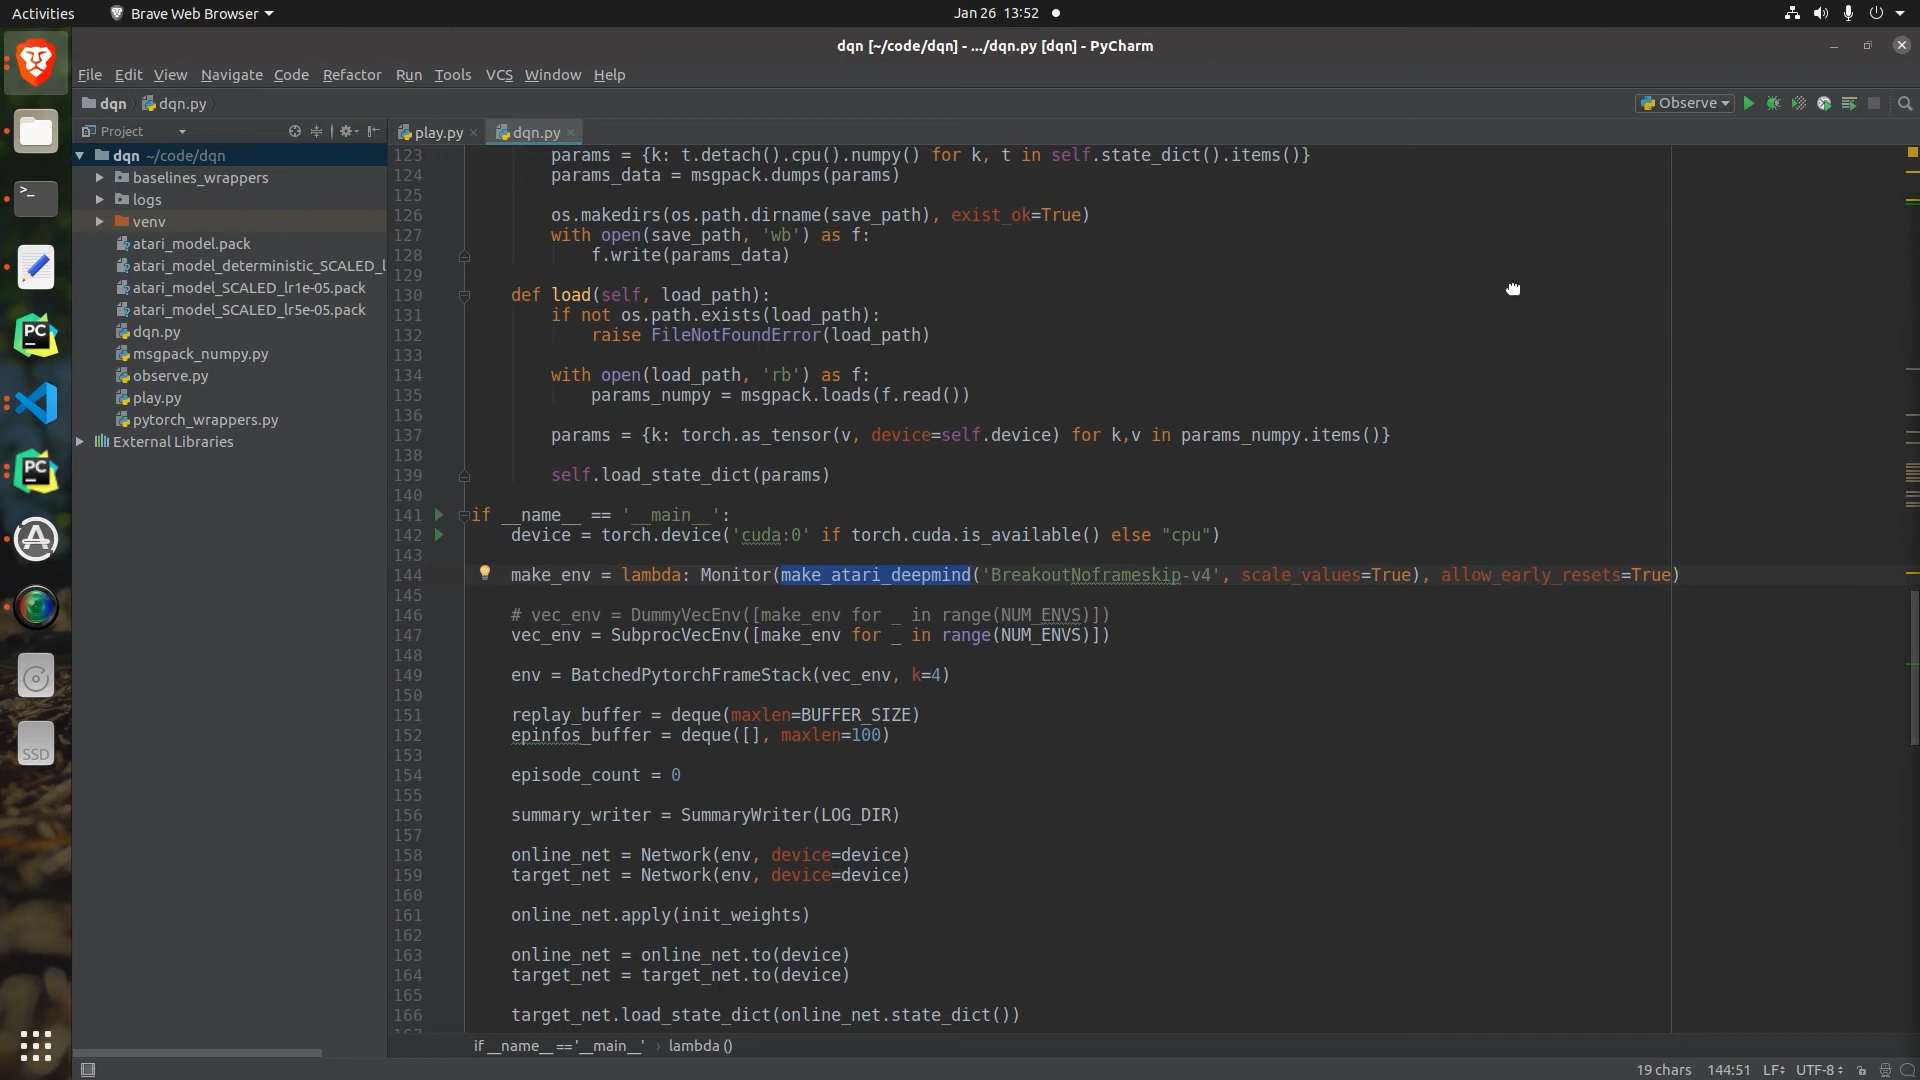 Activities Brave Web Browser Jan 26 13:52
dqn [~/code/dqn] - .../dqn.py [dqn] - PyCharm
File Edit View Navigate Code Refactor Run Tools VCS Window Help
dqn dqn.py Observe
Project play.py dqn.py
dqn ~/code/dqn
baselines_wrappers
logs
venv
atari_model.pack
atari_model_deterministic_SCALED_l
atari_model_SCALED_lr1e-05.pack
atari_model_SCALED_lr5e-05.pack
dqn.py
msgpack_numpy.py
observe.py
play.py
pytorch_wrappers.py
External Libraries
123 params = {k: t.detach().cpu().numpy() for k, t in self.state_dict().items()}
124 params_data = msgpack.dumps(params)
125
126 os.makedirs(os.path.dirname(save_path), exist_ok=True)
127 with open(save_path, 'wb') as f:
128 f.write(params_data)
129
130 def load(self, load_path):
131 if not os.path.exists(load_path):
132 raise FileNotFoundError(load_path)
133
134 with open(load_path, 'rb') as f:
135 params_numpy = msgpack.loads(f.read())
136
137 params = {k: torch.as_tensor(v, device=self.device) for k,v in params_numpy.items()}
138
139 self.load_state_dict(params)
140
141 if __name__ == '__main__':
142 device = torch.device('cuda:0' if torch.cuda.is_available() else "cpu")
143
144 make_env = lambda: Monitor(make_atari_deepmind('BreakoutNoframeskip-v4', scale_values=True), allow_early_resets=True)
145
146 # vec_env = DummyVecEnv([make_env for _ in range(NUM_ENVS)])
147 vec_env = SubprocVecEnv([make_env for _ in range(NUM_ENVS)])
148
149 env = BatchedPytorchFrameStack(vec_env, k=4)
150
151 replay_buffer = deque(maxlen=BUFFER_SIZE)
152 epinfos_buffer = deque([], maxlen=100)
153
154 episode_count = 0
155
156 summary_writer = SummaryWriter(LOG_DIR)
157
158 online_net = Network(env, device=device)
159 target_net = Network(env, device=device)
160
161 online_net.apply(init_weights)
162
163 online_net = online_net.to(device)
164 target_net = target_net.to(device)
165
166 target_net.load_state_dict(online_net.state_dict())
if __name__ == '__main__' › lambda ()
PC
PC
SSD
19 chars 144:51 LF UTF-8